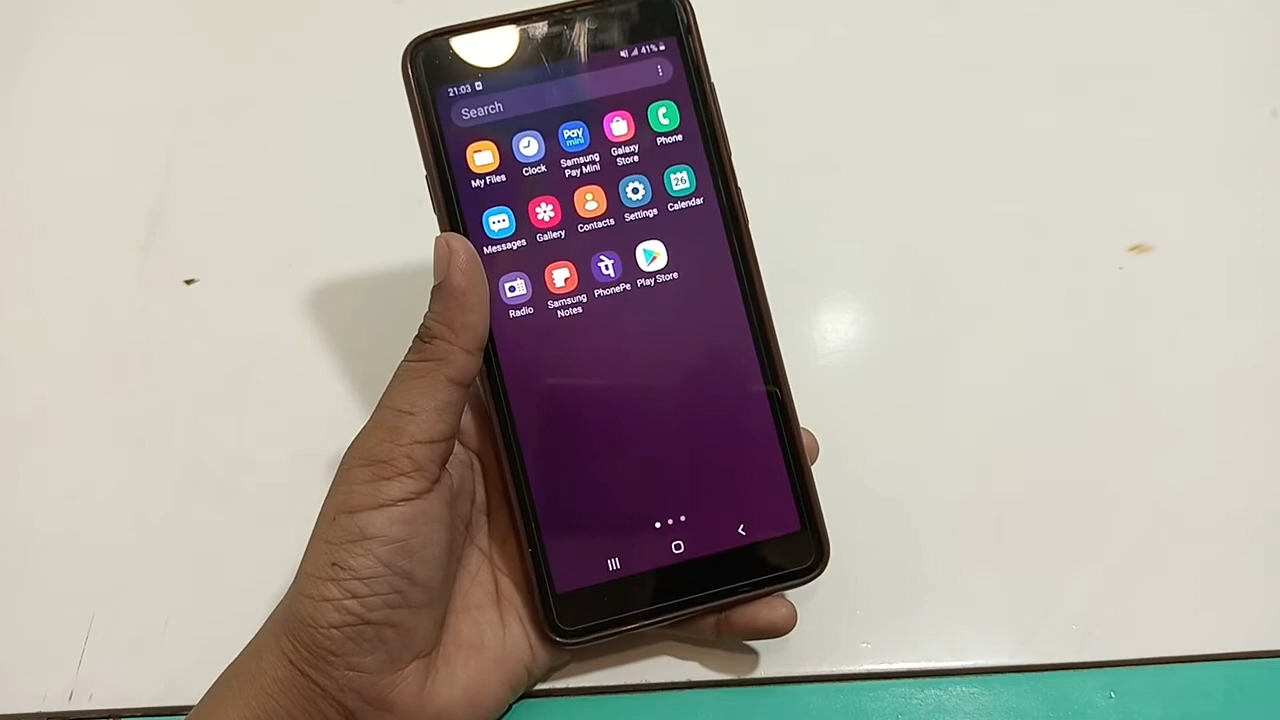 21:03
41%
Search
My Files
Clock
Pay mini
Samsung Pay Mini
Galaxy Store
Phone
Messages
Gallery
Contacts
Settings
26
Calendar
Radio
Samsung Notes
पे
PhonePe
Play Store